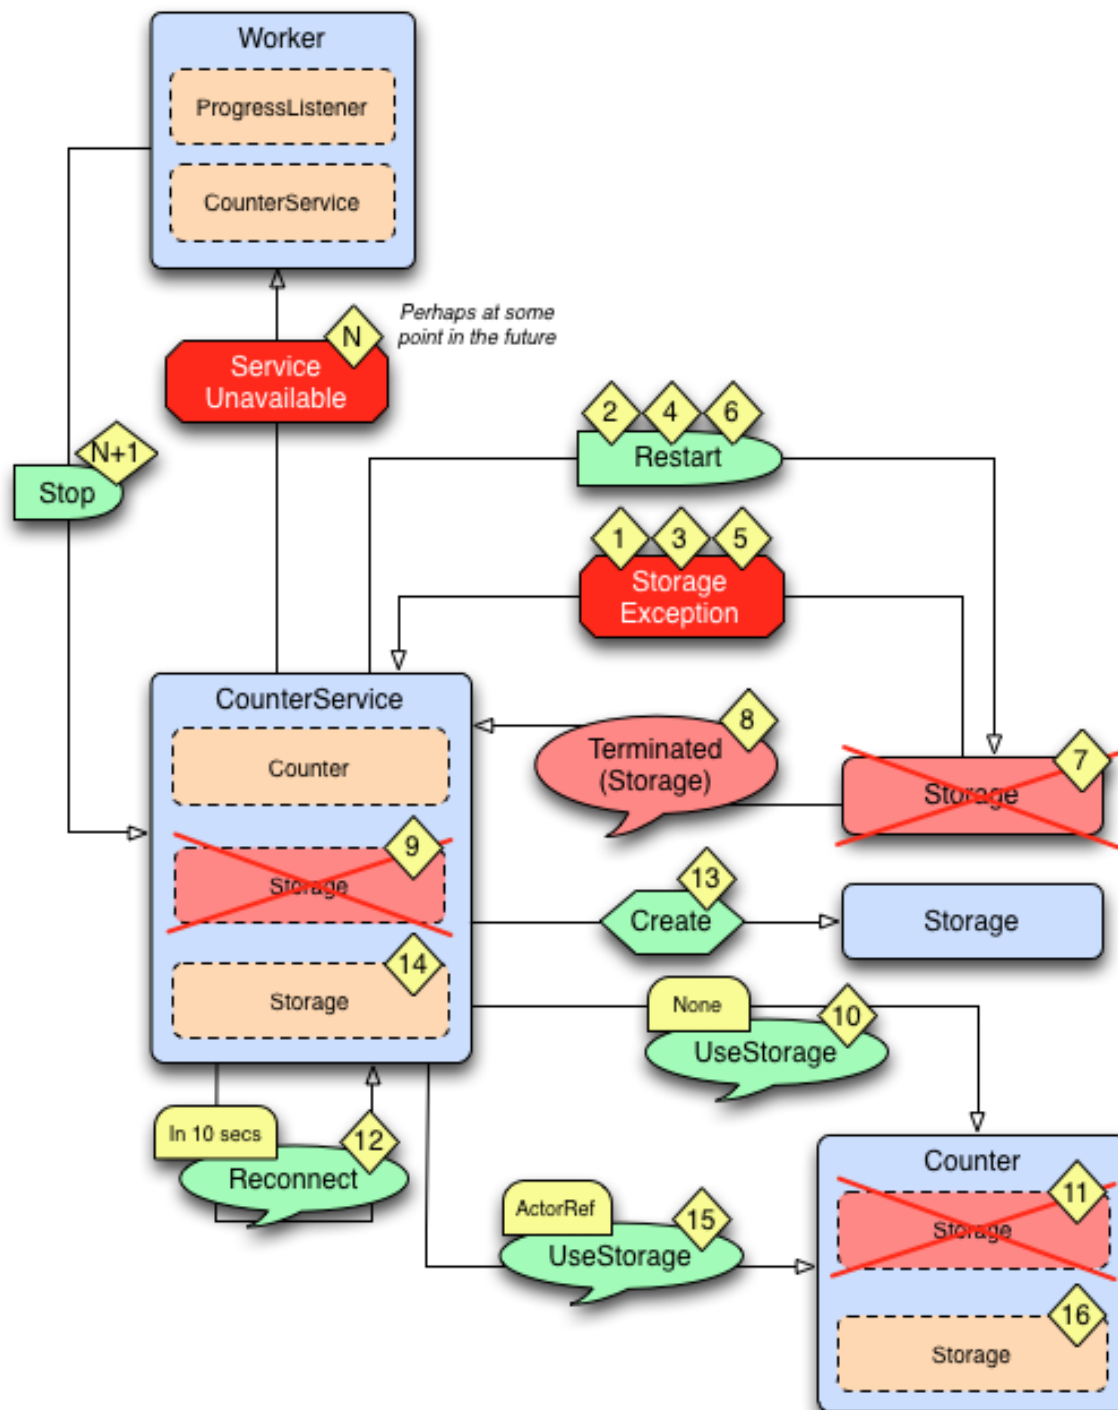 Worker
ProgressListener
CounterService
N
Perhaps at some
point in the future
Service
Unavailable
N+1
Stop
2
4
6
Restart
1
3
5
Storage
Exception
CounterService
Counter
8
Terminated
(Storage)
7
Storage
9
Storage
13
Create
Storage
14
Storage
None
10
UseStorage
In 10 secs
12
Reconnect
ActorRef
15
UseStorage
Counter
11
Storage
16
Storage